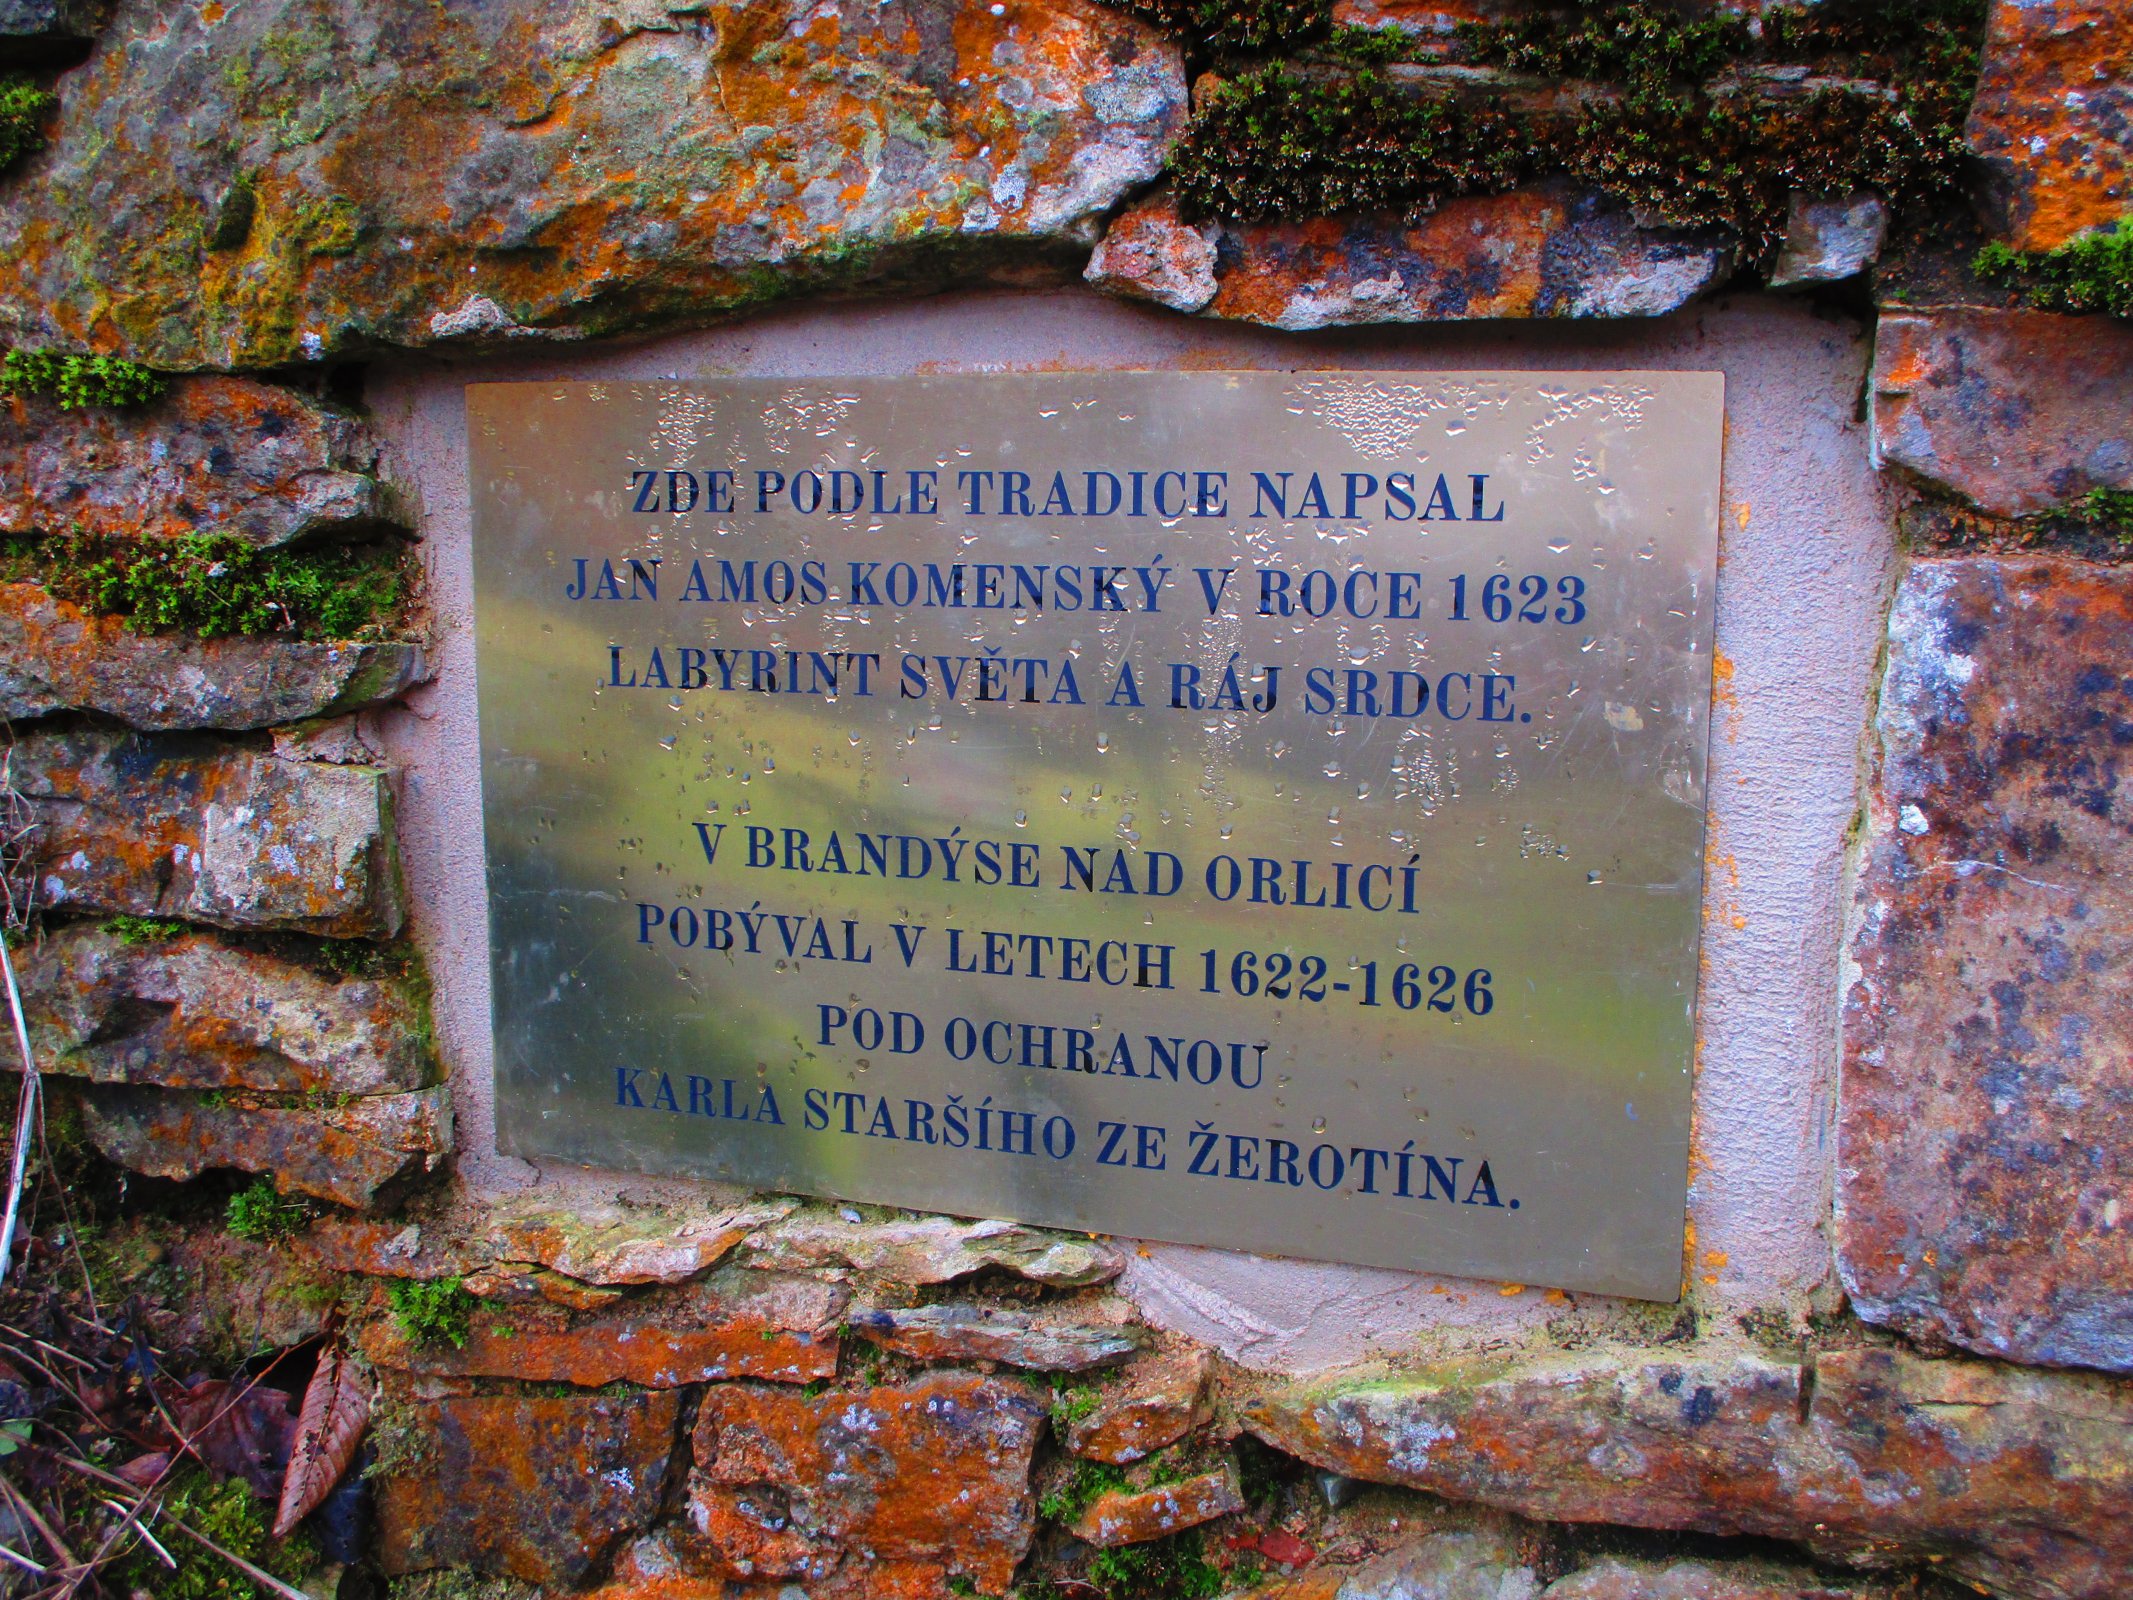 ZDE PODLE TRADICE NAPSAL
JAN AMOS KOMENSKÝ V ROCE 1623
LABYRINT SVĚTA A RÁJ SRDCE.
V BRANDÝSE NAD ORLICÍ
POBÝVAL V LETECH 1622-1626
POD OCHRANOU
KARLA STARŠÍHO ZE ŽEROTÍNA.